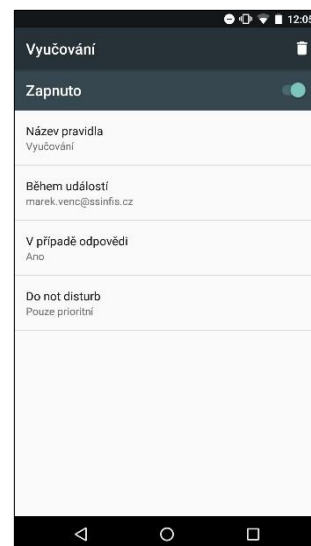 12:05
Vyučování
Zapnuto
Název pravidla
Vyučování
Během událostí
marek.venc@ssinfis.cz
V případě odpovědi
Ano
Do not disturb
Pouze prioritní